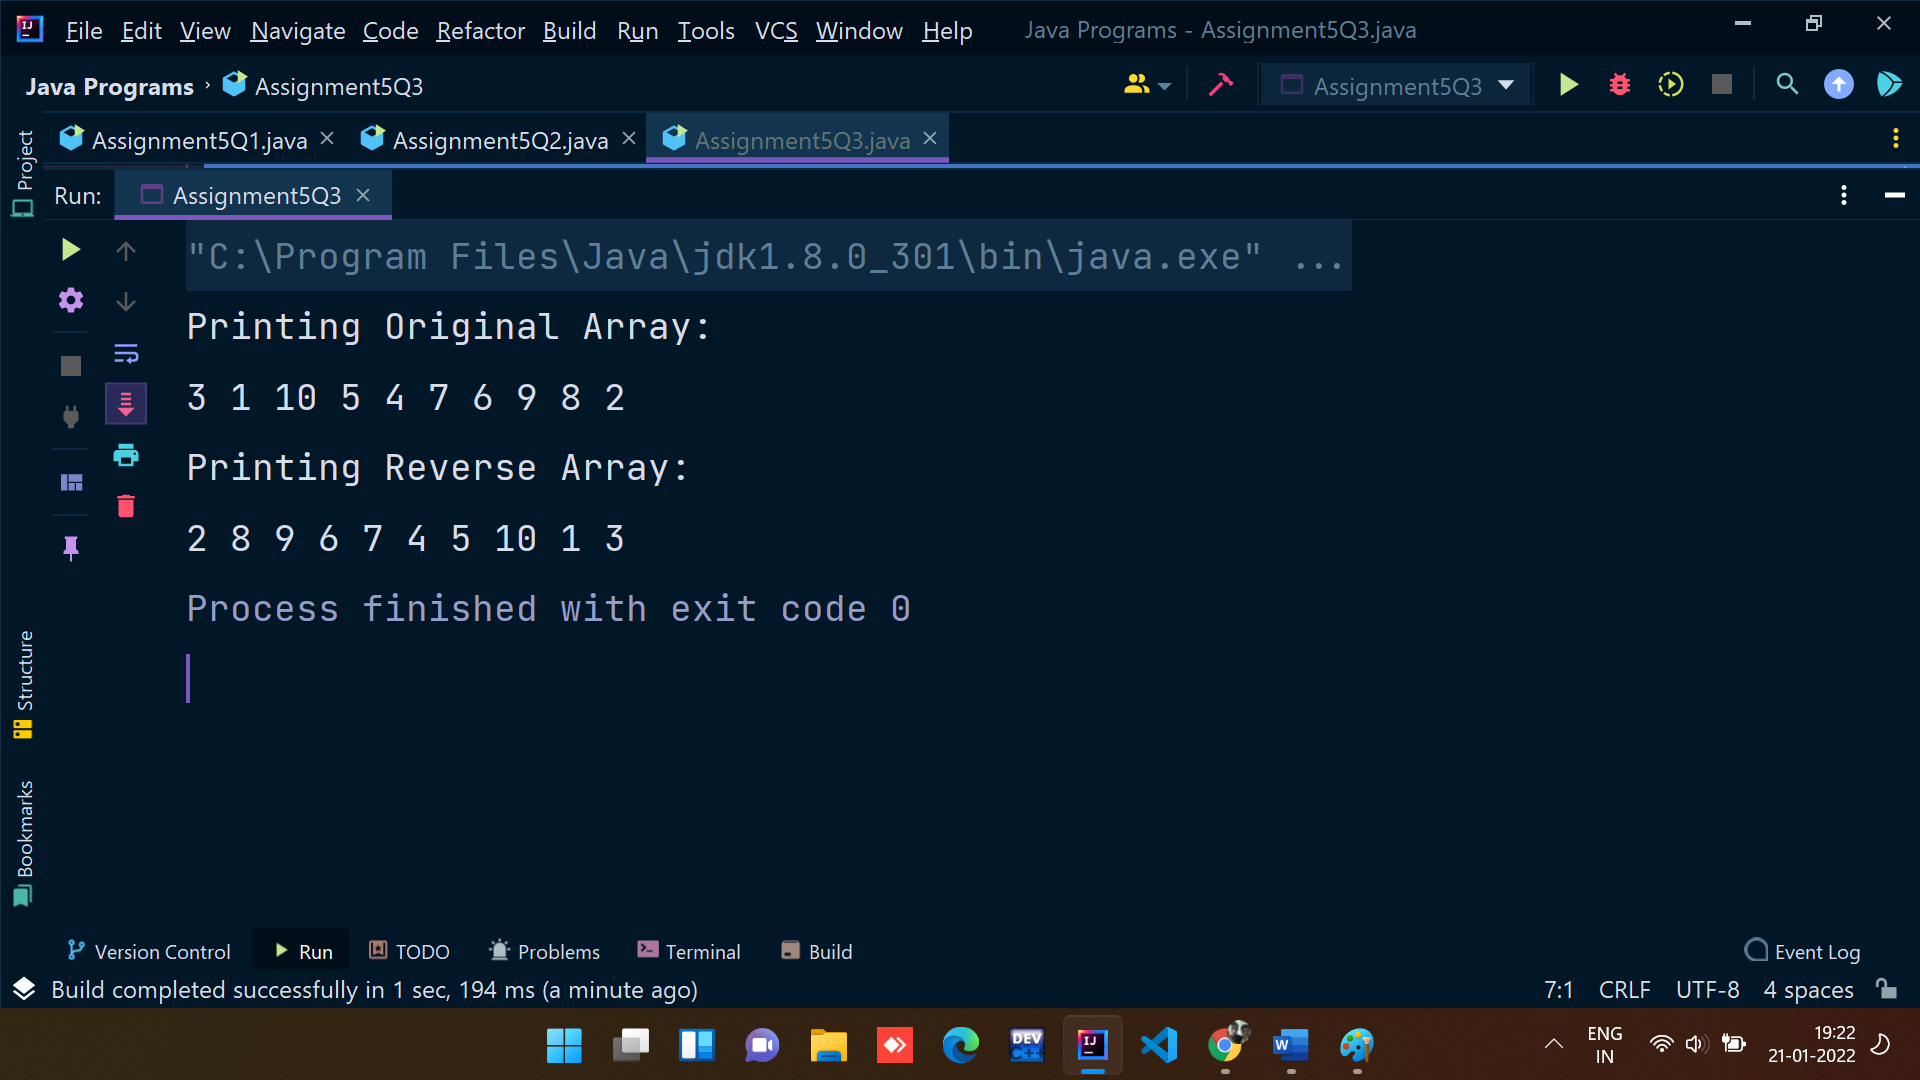 File Edit View Navigate Code Refactor Build Run Tools VCS Window Help Java Programs - Assignment5Q3.java
Java Programs › Assignment5Q3 Assignment5Q3
Assignment5Q1.java Assignment5Q2.java Assignment5Q3.java
Project
Run: Assignment5Q3
"C:\Program Files\Java\jdk1.8.0_301\bin\java.exe" ...
Printing Original Array:
3 1 10 5 4 7 6 9 8 2
Printing Reverse Array:
2 8 9 6 7 4 5 10 1 3
Process finished with exit code 0
Structure
Bookmarks
Version Control Run TODO Problems Terminal Build Event Log
Build completed successfully in 1 sec, 194 ms (a minute ago) 7:1 CRLF UTF-8 4 spaces
DEV C++ IJ W
ENG IN
19:22
21-01-2022